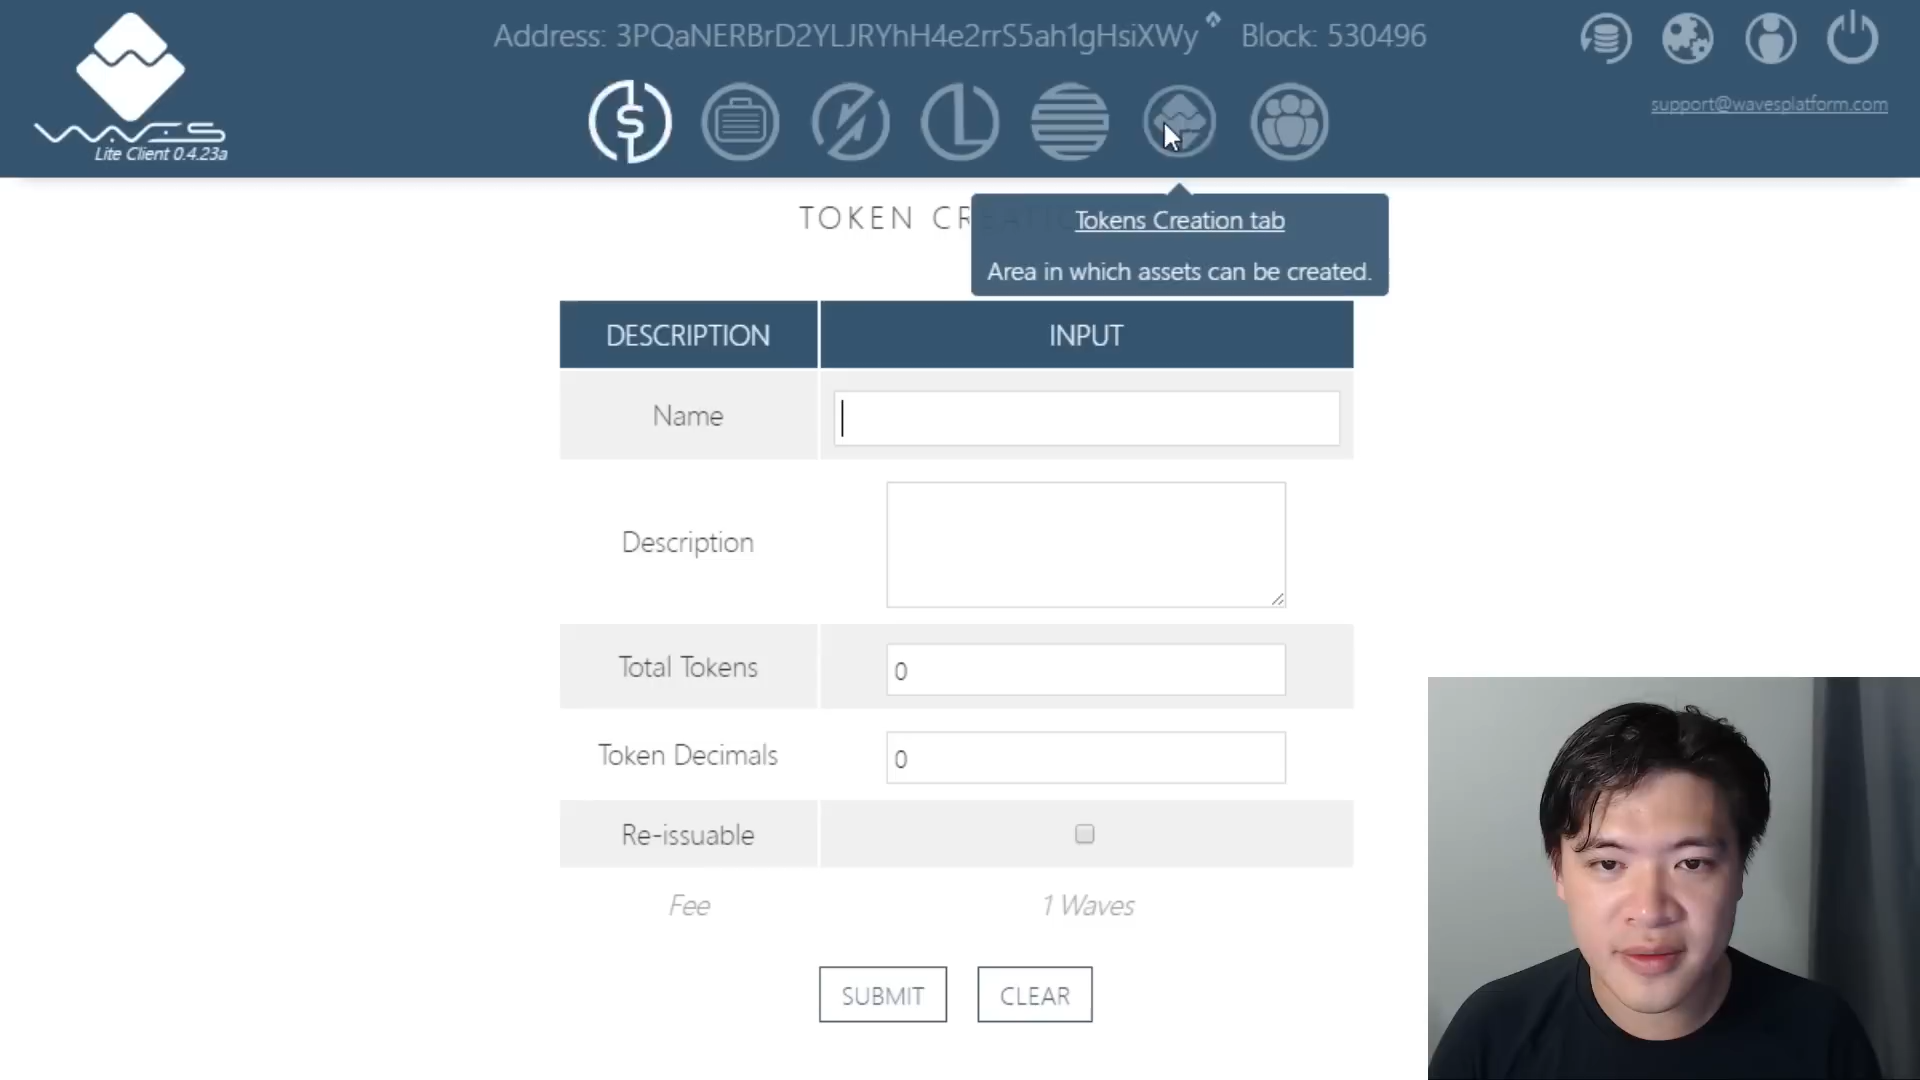 Address: 3PQaNERBrD2YLJRYhH4e2rrS5ah1gHsiXWy Block: 530496
WAVES
Lite Client 0.4.23a
support@wavesplatform.com
TOKEN CREATI
Tokens Creation tab
Area in which assets can be created.
DESCRIPTION INPUT
Name
Description
Total Tokens 0
Token Decimals 0
Re-issuable
Fee 1 Waves
SUBMIT CLEAR